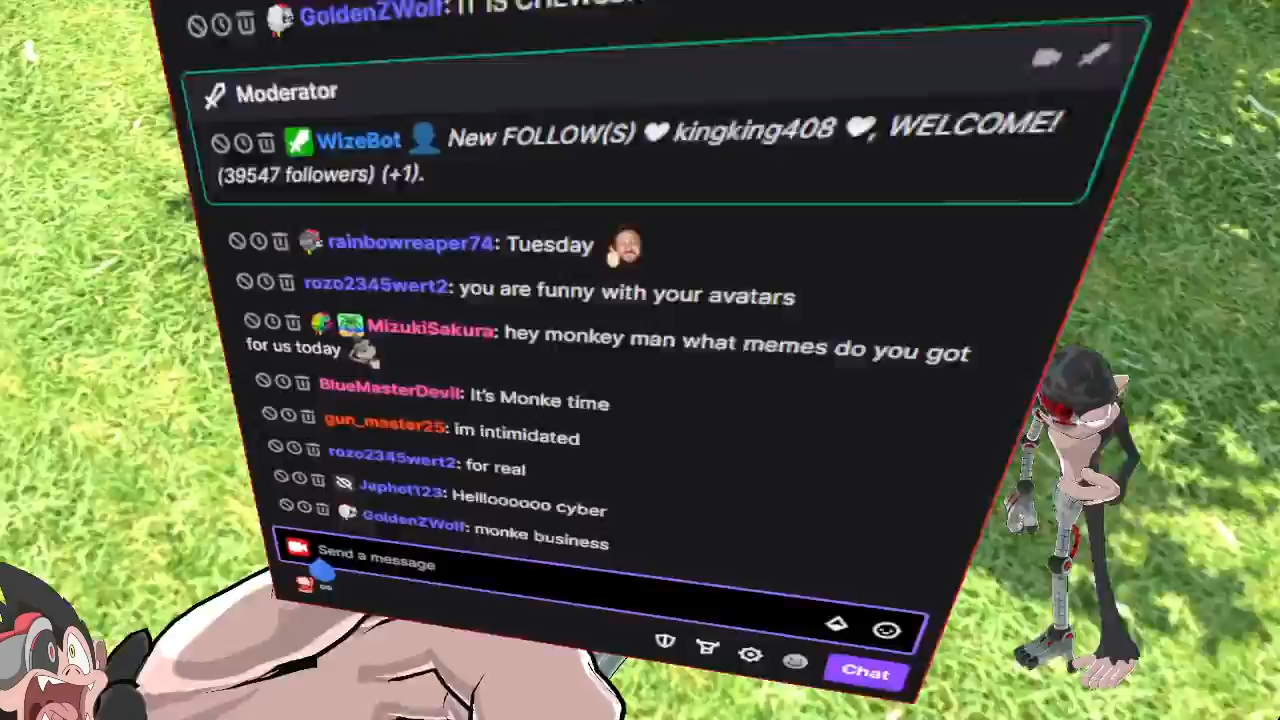 GoldenZWolf: IT IS
Moderator
WizeBot New FOLLOW(S) kingking408, WELCOME!
(39547 followers) (+1).
rainbowreaper74: Tuesday
rozo2345wert2: you are funny with your avatars
MizukiSakura: hey monkey man what memes do you got
for us today
BlueMasterDevil: It's Monke time
gun_master25: im intimidated
rozo2345wert2: for real
Japhet123: Hellloooooo cyber
GoldenZWolf: monke business
Send a message
Chat